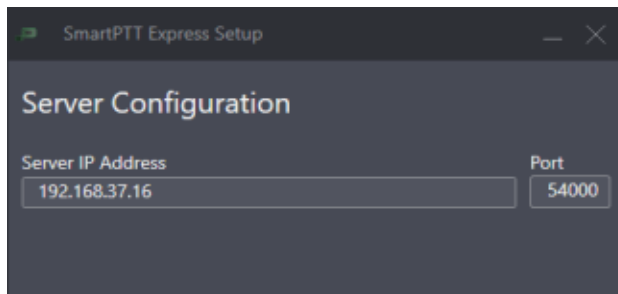 SmartPTT Express Setup
Server Configuration
Server IP Address Port
192.168.37.16 54000